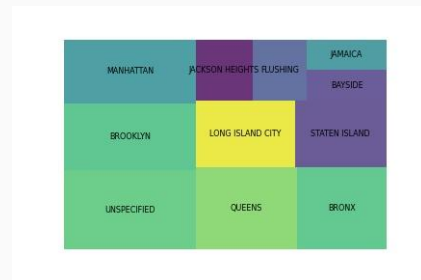 JAMAICA
MANHATTAN
JACKSON HEIGHTS
FLUSHING
BAYSIDE
BROOKLYN
LONG ISLAND CITY
STATEN ISLAND
UNSPECIFIED
QUEENS
BRONX